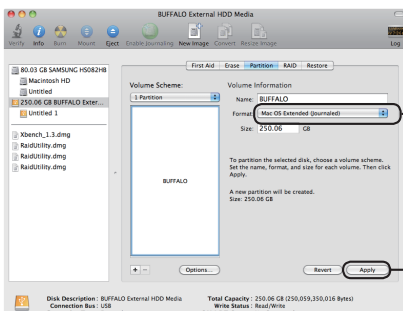 BUFFALO External HDD Media
Verify Info Burn Mount Eject Enable Journaling New Image Convert Resize Image Log
80.03 GB SAMSUNG HS082HB
Macintosh HD
Untitled
250.06 GB BUFFALO Exter...
Untitled 1
Xbench_1.3.dmg
RaidUtility.dmg
RaidUtility.dmg
RaidUtility.dmg
First Aid Erase Partition RAID Restore
Volume Scheme:
1 Partition
BUFFALO
+ − Options...
Volume Information
Name: BUFFALO
Format: Mac OS Extended (Journaled)
Size: 250.06 GB
To partition the selected disk, choose a volume scheme.
Set the name, format, and size for each volume. Then click
Apply.
A new partition will be created.
Size: 250.06 GB
Revert Apply
Disk Description : BUFFALO External HDD Media Total Capacity : 250.06 GB (250,059,350,016 Bytes)
Connection Bus : USB Write Status : Read/Write